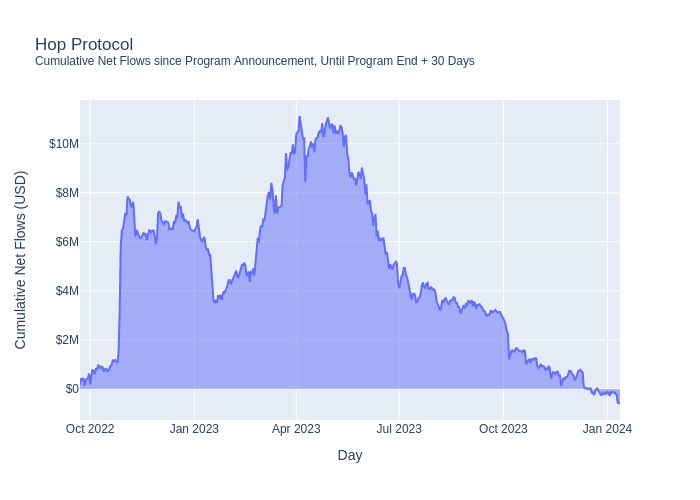 Hop Protocol
Cumulative Net Flows since Program Announcement, Until Program End + 30 Days
Cumulative Net Flows (USD)
$10M
$8M
$6M
$4M
$2M
$0
Oct 2022 Jan 2023 Apr 2023 Jul 2023 Oct 2023 Jan 2024
Day